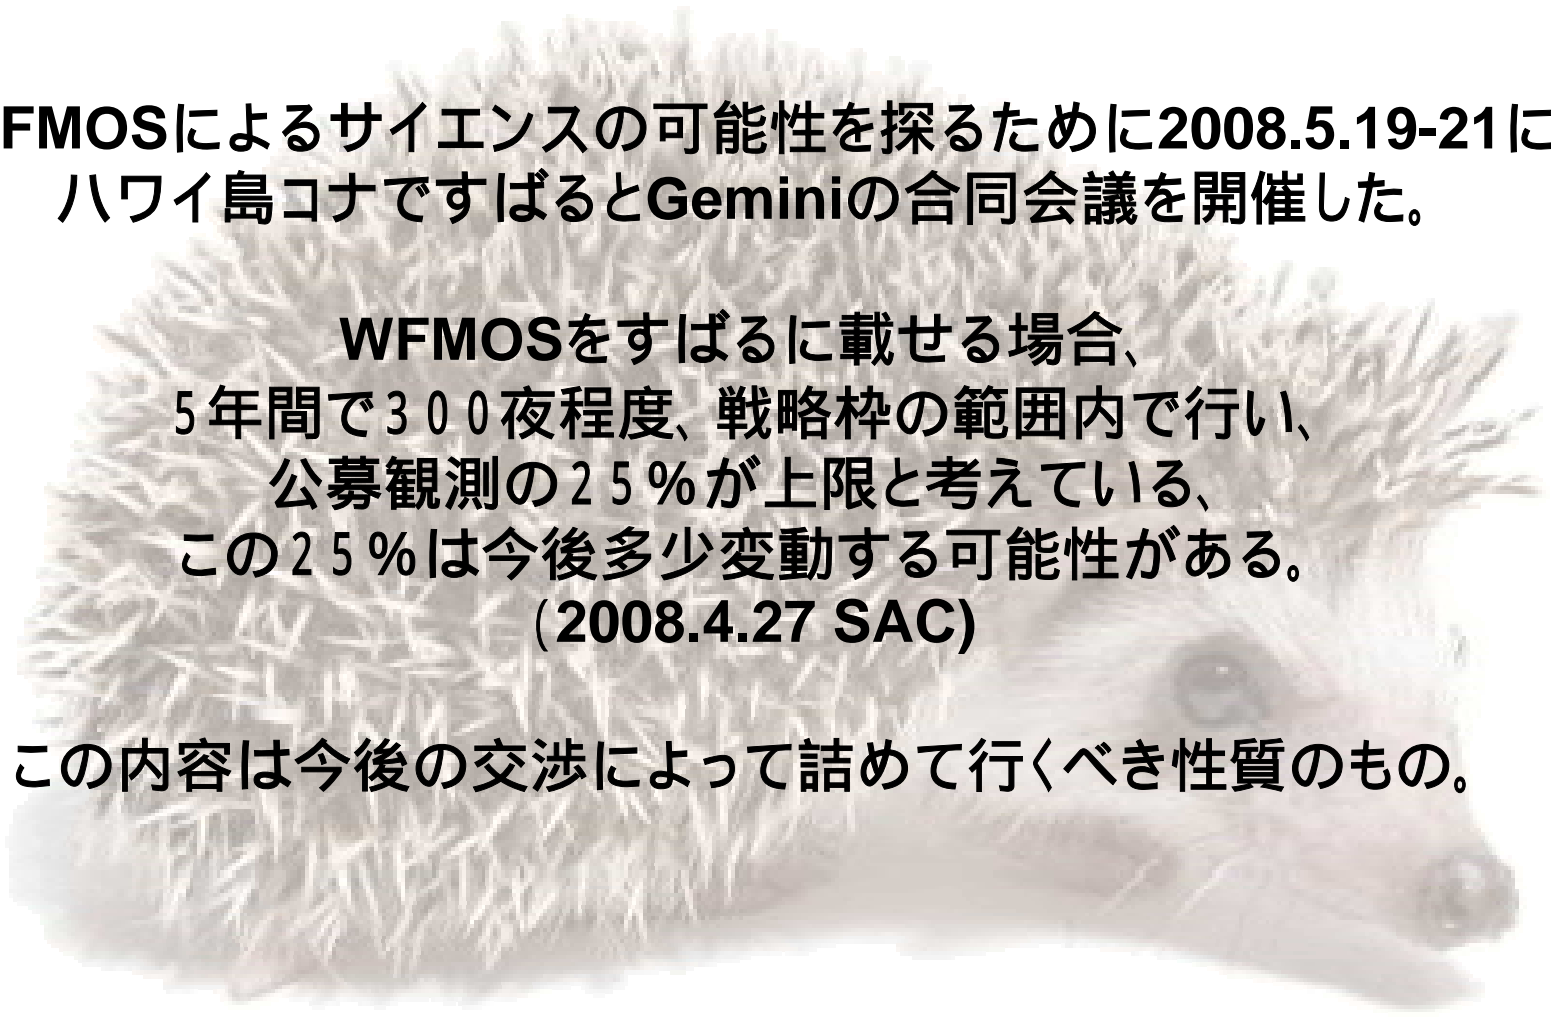 FMOSによるサイエンスの可能性を探るために2008.5.19-21に
ハワイ島コナですばるとGeminiの合同会議を開催した。
WFMOSをすばるに載せる場合、
5年間で300夜程度、戦略枠の範囲内で行い、
公募観測の25%が上限と考えている、
この25%は今後多少変動する可能性がある。
(2008.4.27 SAC)
この内容は今後の交渉によって詰めて行くべき性質のもの。